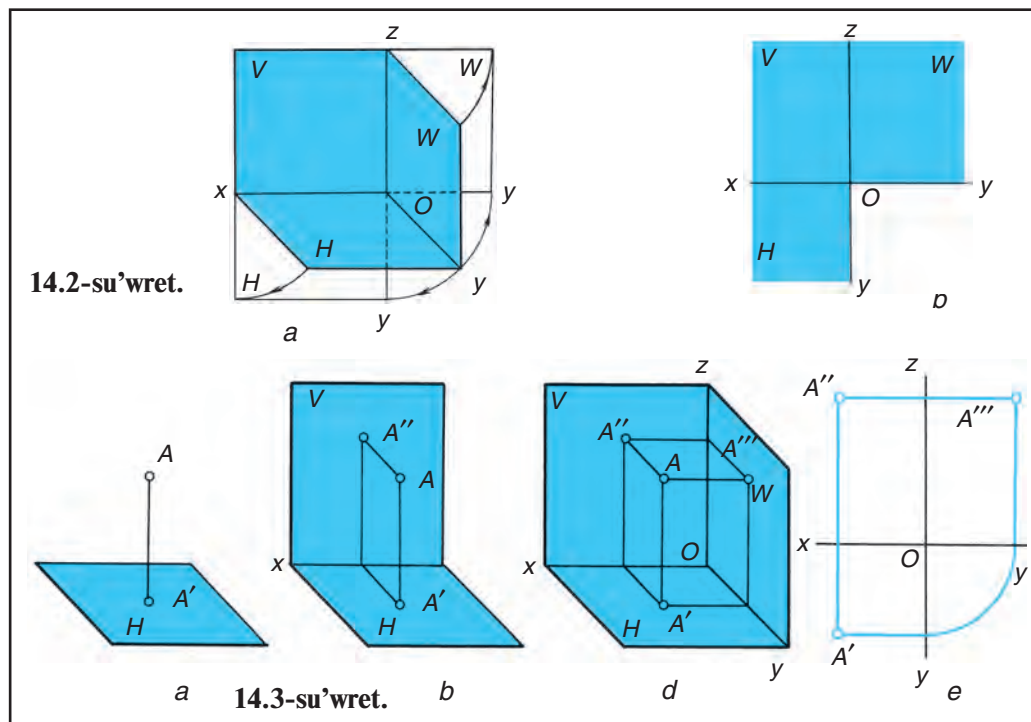 z
V
W
W
x
O
y
H
H
y
y
14.2-su'wret.
a
z
V
W
x
O
y
H
y
b
A
A'
H
a
V
A''
A
x
A'
H
b
z
V
A''
A'''
A
W
O
x
H
A'
y
d
z
A''
A'''
x
O
y
A'
y
e
14.3-su'wret.